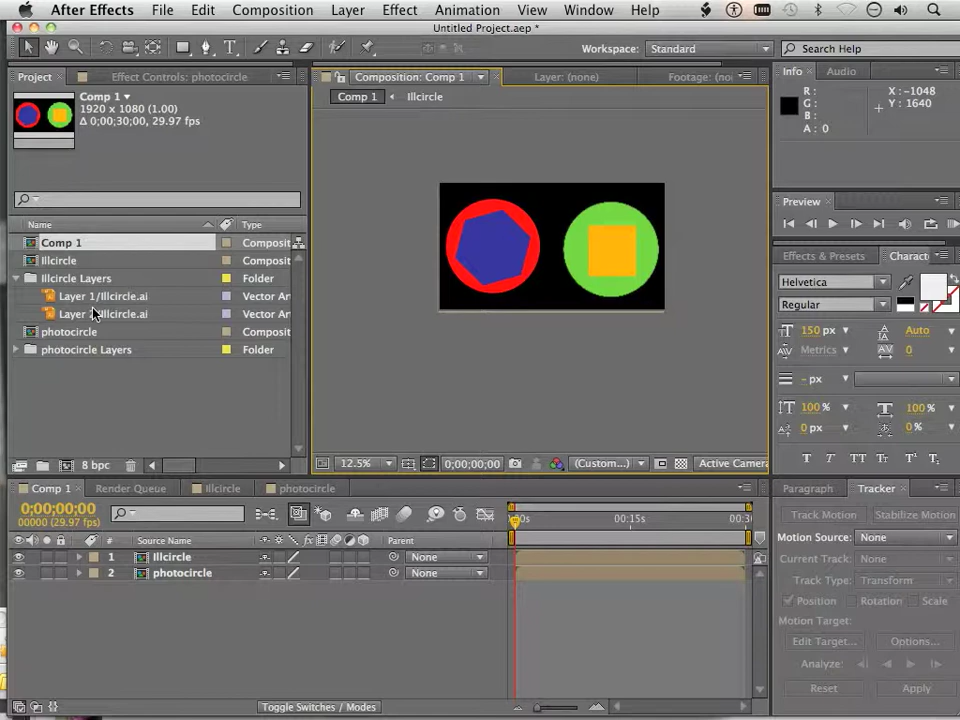 After Effects File Edit Composition Layer Effect Animation View Window Help
Untitled Project.aep *
Workspace: Standard Search Help
Project Effect Controls: photocircle Composition: Comp 1 Layer: (none) Footage: (no Info Audio
Comp 1
1920 x 1080 (1.00)
Δ 0;00;30;00, 29.97 fps
Comp 1 Illcircle
R:
G:
B:
A: 0
X: -1048
Y: 1640
Preview
Name Type
Comp 1 Composit
Illcircle Composit
Illcircle Layers Folder
Layer 1/Illcircle.ai Vector Ar
Layer Illcircle.ai Vector Ar
photocircle Composit
photocircle Layers Folder
Effects & Presets Charact
Helvetica
Regular
150 px Auto
Metrics 0
- px
100 % 100 %
0 px 0 %
T T TT Tt T T
8 bpc
12.5% 0;00;00;00 (Custom... Active Camera
Comp 1 Render Queue Illcircle photocircle
0;00;00;00
00000 (29.97 fps)
00s 00:15s 00:3
# Source Name Parent
1 Illcircle None
2 photocircle None
Toggle Switches / Modes
Paragraph Tracker
Track Motion Stabilize Motion
Motion Source: None
Current Track: None
Track Type: Transform
Position Rotation Scale
Motion Target:
Edit Target... Options...
Analyze:
Reset Apply